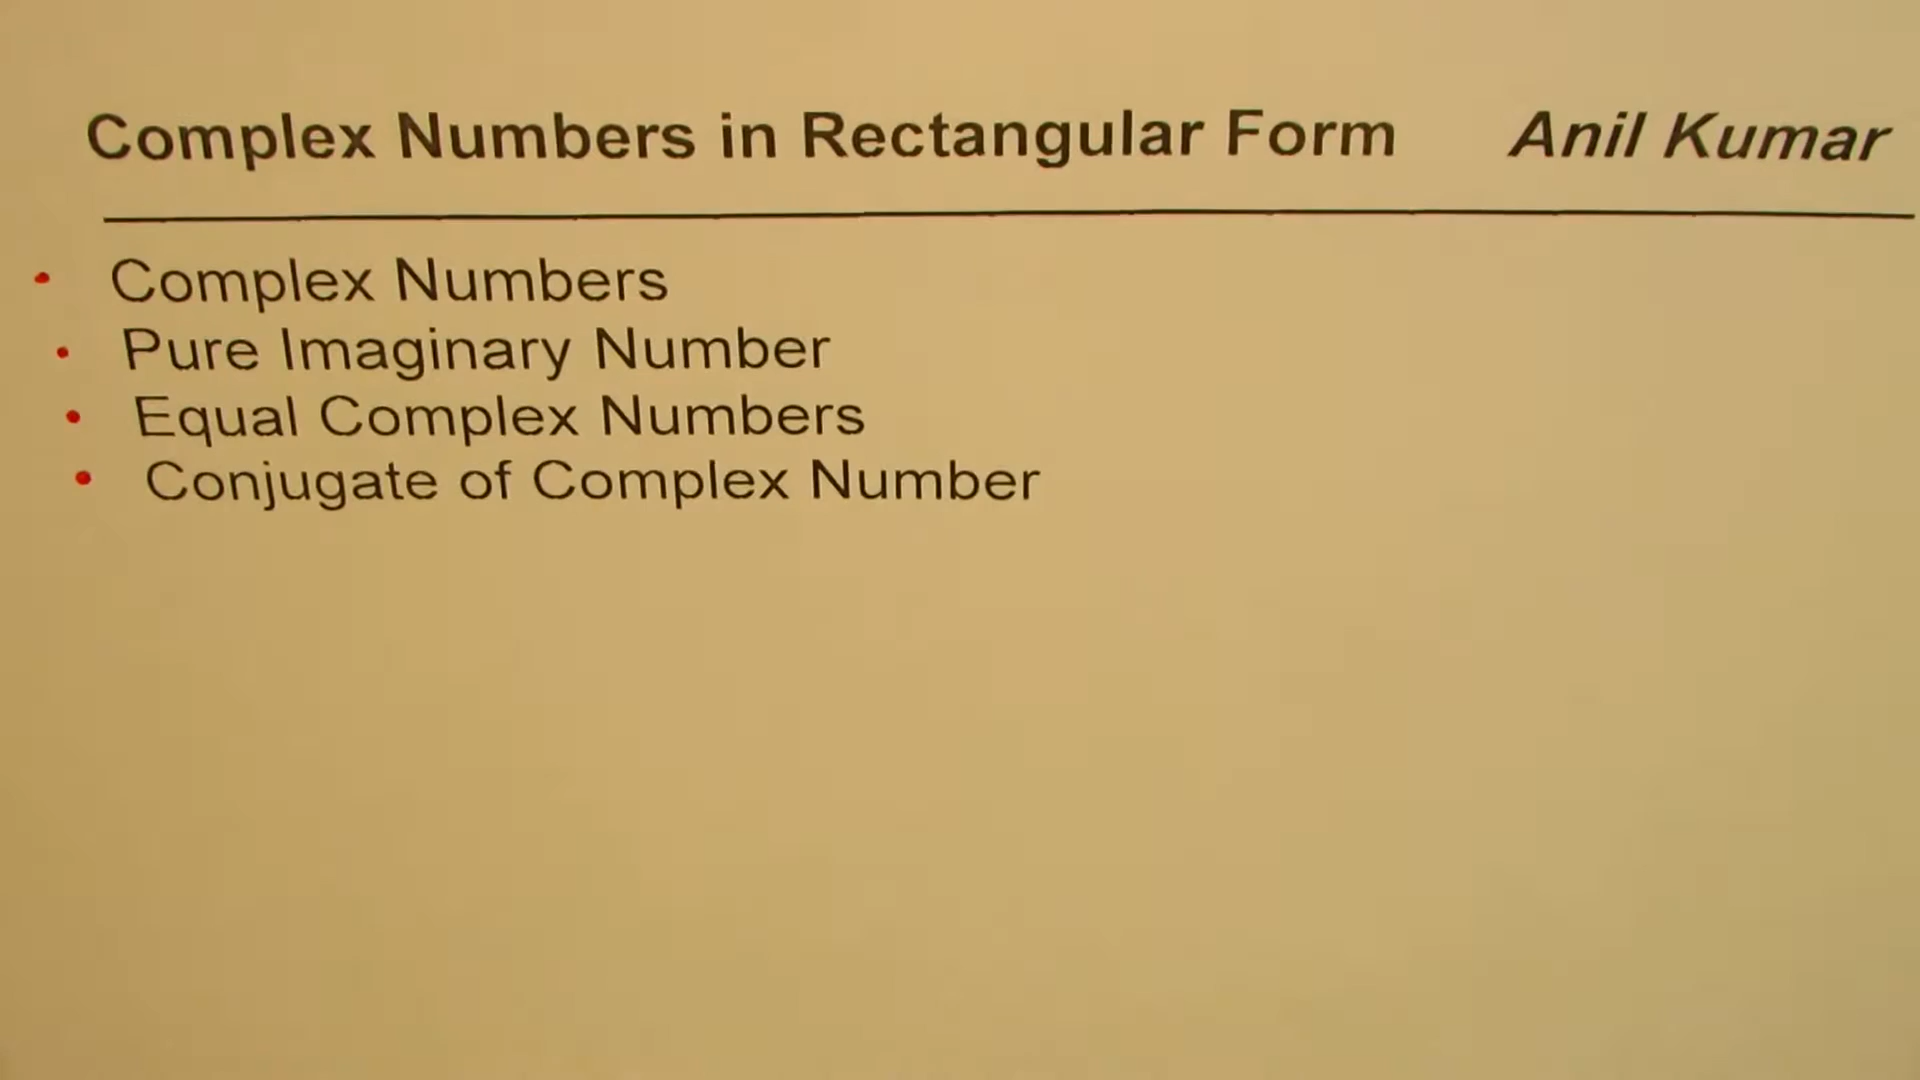 Complex Numbers in Rectangular Form Anil Kumar
Complex Numbers
Pure Imaginary Number
Equal Complex Numbers
Conjugate of Complex Number